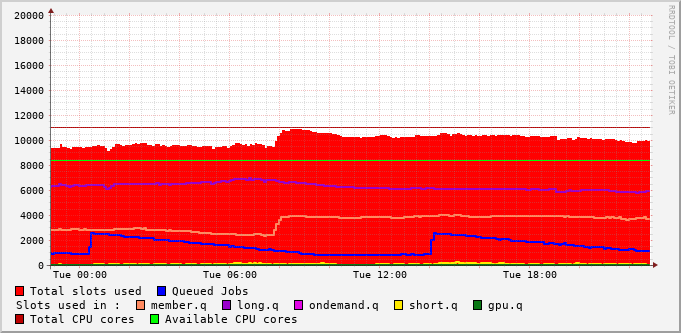 RRDTOOL / TOBI OETIKER
20000
18000
16000
14000
12000
10000
8000
6000
4000
2000
0
Tue 00:00 Tue 06:00 Tue 12:00 Tue 18:00
Total slots used Queued Jobs
Slots used in : member.q long.q ondemand.q short.q gpu.q
Total CPU cores Available CPU cores